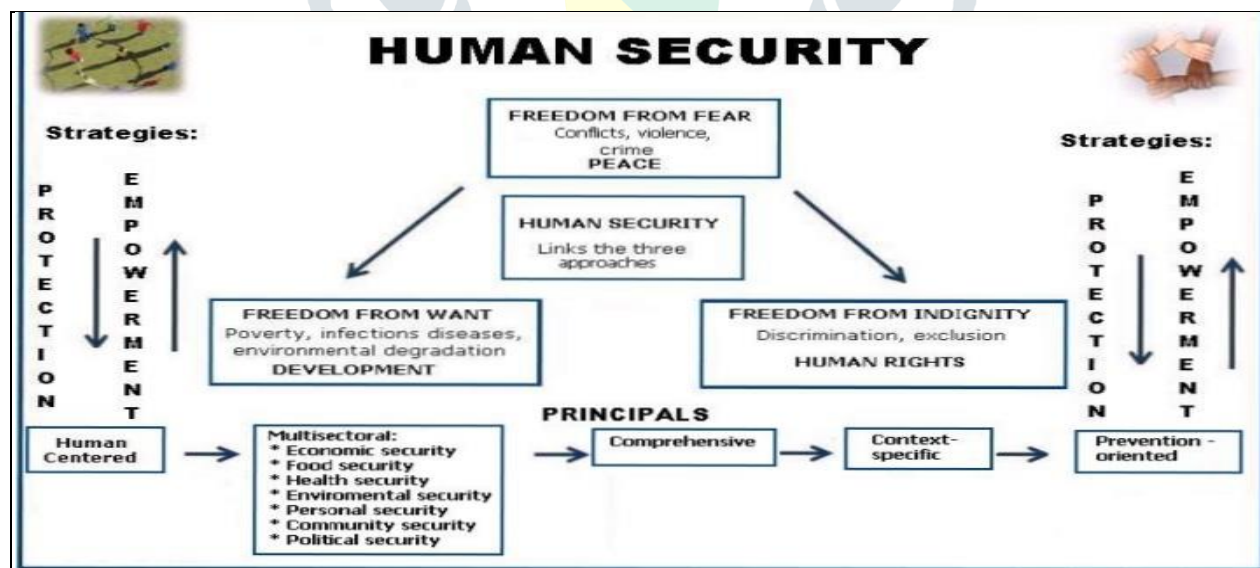 HUMAN SECURITY
Strategies:
PROTECTION
EMPOWERMENT
FREEDOM FROM FEAR
Conflicts, violence,
crime
PEACE
HUMAN SECURITY
Links the three
approaches
FREEDOM FROM WANT
Poverty, infections diseases,
environmental degradation
DEVELOPMENT
FREEDOM FROM INDIGNITY
Discrimination, exclusion
HUMAN RIGHTS
Strategies:
PROTECTION
EMPOWERMENT
PRINCIPALS
Human
Centered
Multisectoral:
* Economic security
* Food security
* Health security
* Enviromental security
* Personal security
* Community security
* Political security
Comprehensive
Context-
specific
Prevention -
oriented